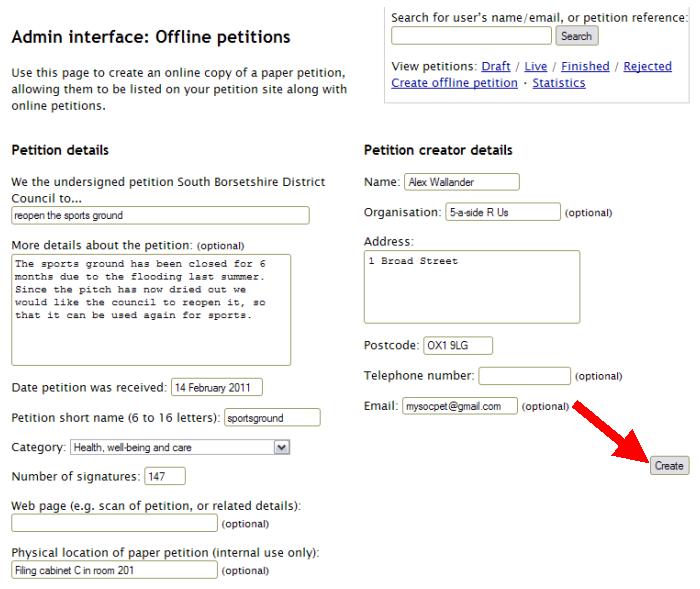 Admin interface: Offline petitions
Use this page to create an online copy of a paper petition,
allowing them to be listed on your petition site along with
online petitions.
Search for user's name/email, or petition reference:
Search
View petitions: Draft / Live / Finished / Rejected
Create offline petition · Statistics
Petition details
We the undersigned petition South Borsetshire District
Council to...
reopen the sports ground
More details about the petition: (optional)
The sports ground has been closed for 6
months due to the flooding last summer.
Since the pitch has now dried out we
would like the council to reopen it, so
that it can be used again for sports.
Date petition was received: 14 February 2011
Petition short name (6 to 16 letters): sportsground
Category: Health, well-being and care
Number of signatures: 147
Web page (e.g. scan of petition, or related details):
(optional)
Physical location of paper petition (internal use only):
Filing cabinet C in room 201 (optional)
Petition creator details
Name: Alex Wallander
Organisation: 5-a-side R Us (optional)
Address:
1 Broad Street
Postcode: OX1 9LG
Telephone number: (optional)
Email: mysocpet@gmail.com (optional)
Create